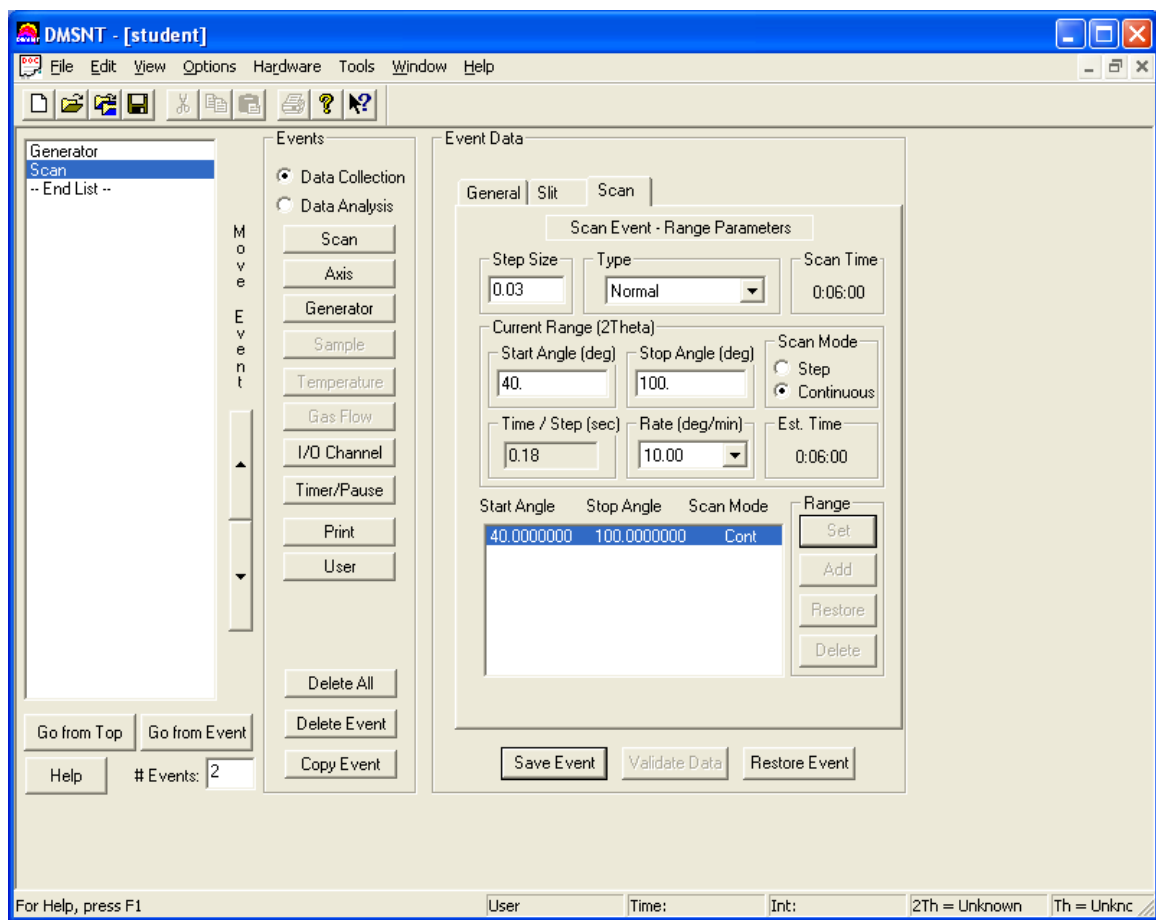 DMSNT - [student]
File Edit View Options Hardware Tools Window Help
Generator
Scan
-- End List --
Move Event
Go from Top Go from Event
Help # Events: 2
Events
Data Collection
Data Analysis
Scan
Axis
Generator
Sample
Temperature
Gas Flow
I/O Channel
Timer/Pause
Print
User
Delete All
Delete Event
Copy Event
Event Data
General Slit Scan
Scan Event - Range Parameters
Step Size Type Scan Time
0.03 Normal 0:06:00
Current Range (2Theta)
Start Angle (deg) Stop Angle (deg) Scan Mode
40. 100. Step
Continuous
Time / Step (sec) Rate (deg/min) Est. Time
0.18 10.00 0:06:00
Start Angle Stop Angle Scan Mode Range
40.0000000 100.0000000 Cont Set
Add
Restore
Delete
Save Event Validate Data Restore Event
For Help, press F1 User Time: Int: 2Th = Unknown Th = Unknc